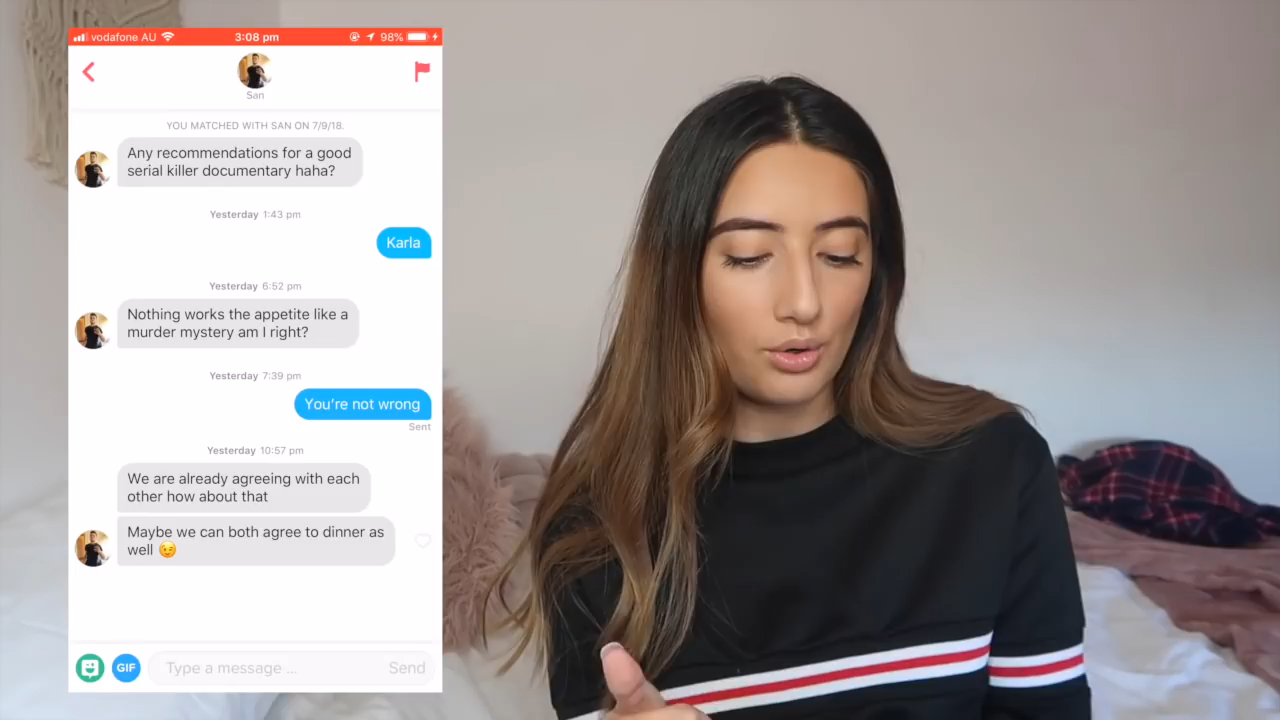 vodafone AU
3:08 pm
98%
San
YOU MATCHED WITH SAN ON 7/9/18.
Any recommendations for a good
serial killer documentary haha?
Yesterday 1:43 pm
Karla
Yesterday 6:52 pm
Nothing works the appetite like a
murder mystery am I right?
Yesterday 7:39 pm
You're not wrong
Sent
Yesterday 10:57 pm
We are already agreeing with each
other how about that
Maybe we can both agree to dinner as
well 😉
GIF
Type a message ...
Send